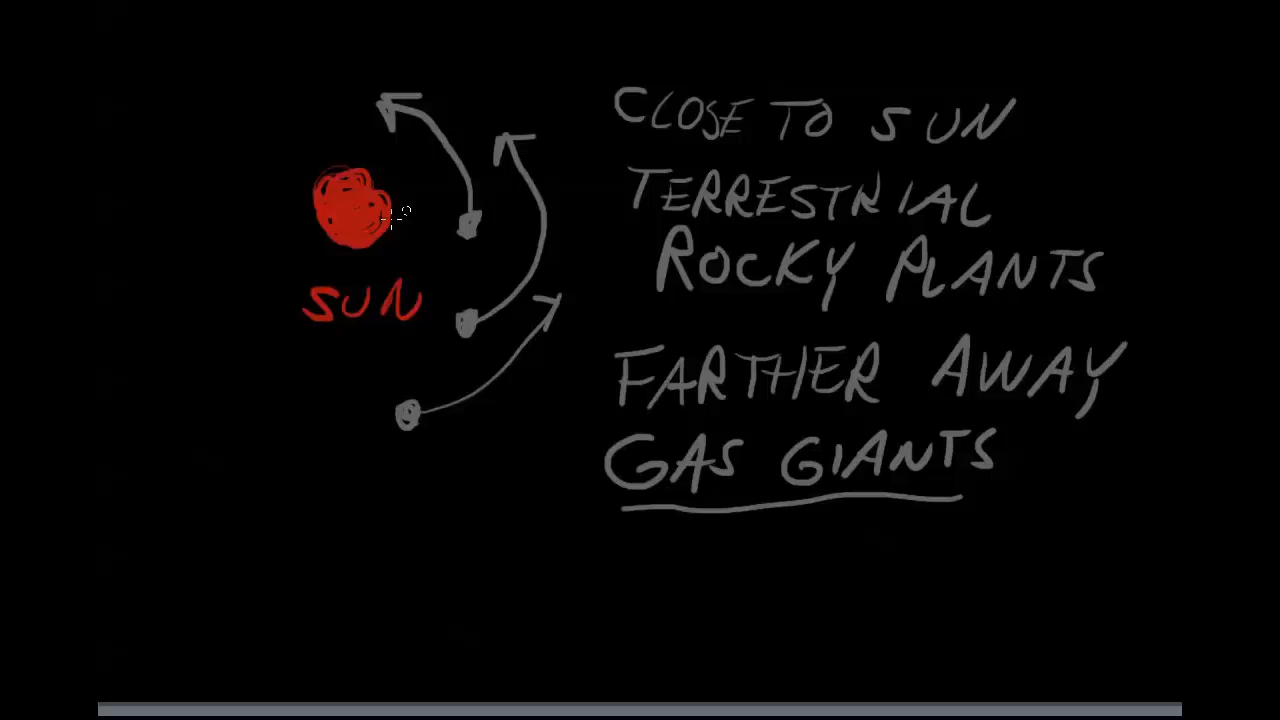 CLOSE TO SUN
TERRESTRIAL
ROCKY PLANTS
SUN
FARTHER AWAY
GAS GIANTS